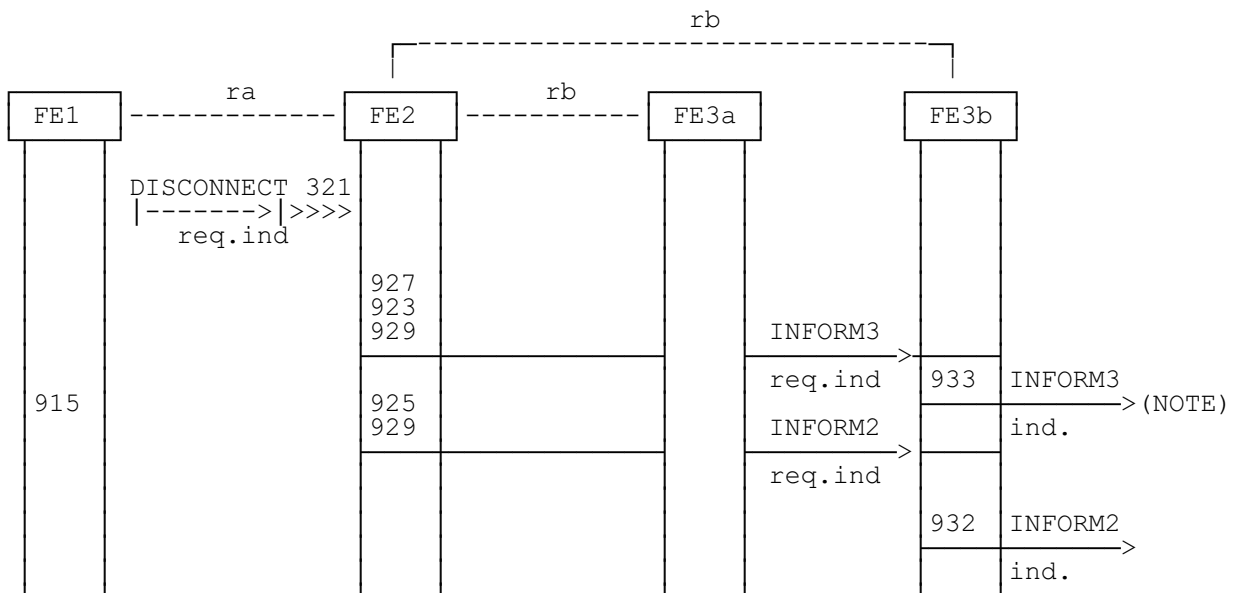 rb
ra rb
FE1 FE2 FE3a FE3b
DISCONNECT 321
req.ind
927
923
929 INFORM3
req.ind 933 INFORM3
915 925 (NOTE)
929 INFORM2 ind.
req.ind
932 INFORM2
ind.